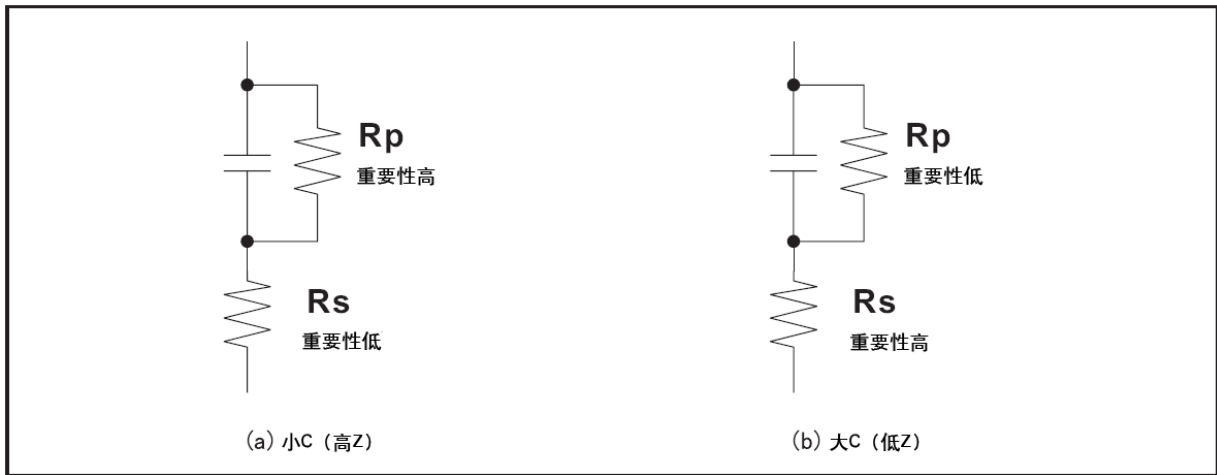 Rp
重要性高
Rs
重要性低
(a) 小C（高Z）
Rp
重要性低
Rs
重要性高
(b) 大C（低Z）